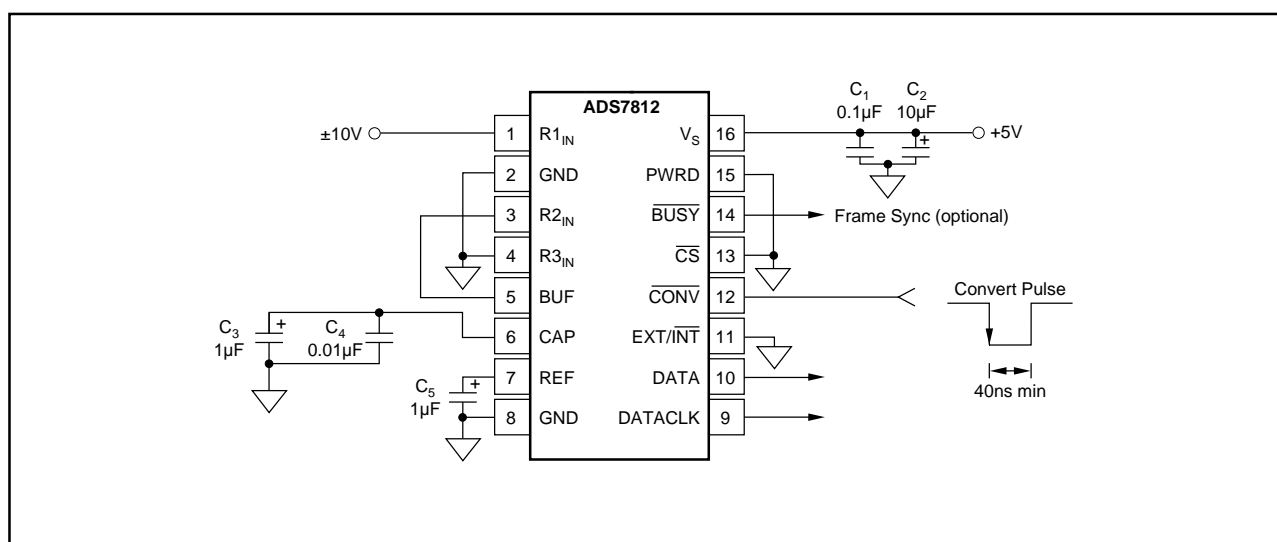 ADS7812
±10V
1 R1IN
2 GND
3 R2IN
4 R3IN
5 BUF
6 CAP
7 REF
8 GND
VS 16
PWRD 15
BUSY 14
CS 13
CONV 12
EXT/INT 11
DATA 10
DATACLK 9
C1
0.1µF
C2
10µF
+
+5V
Frame Sync (optional)
Convert Pulse
40ns min
C3
1µF
+
C4
0.01µF
C5
1µF
+